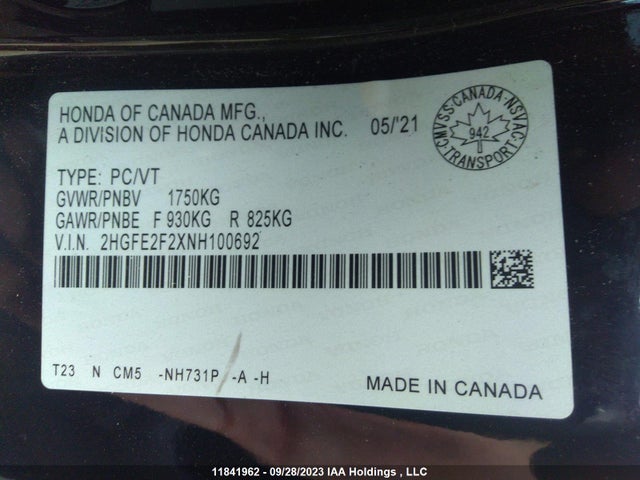 HONDA OF CANADA MFG.,
A DIVISION OF HONDA CANADA INC. 05/'21
CMVSS·CANADA·NSVAC
942
TRANSPORT
TYPE: PC/VT
GVWR/PNBV 1750KG
GAWR/PNBE F 930KG R 825KG
V.I.N. 2HGFE2F2XNH100692
T23 N CM5 -NH731P -A -H
MADE IN CANADA
11841962 - 09/28/2023 IAA Holdings , LLC